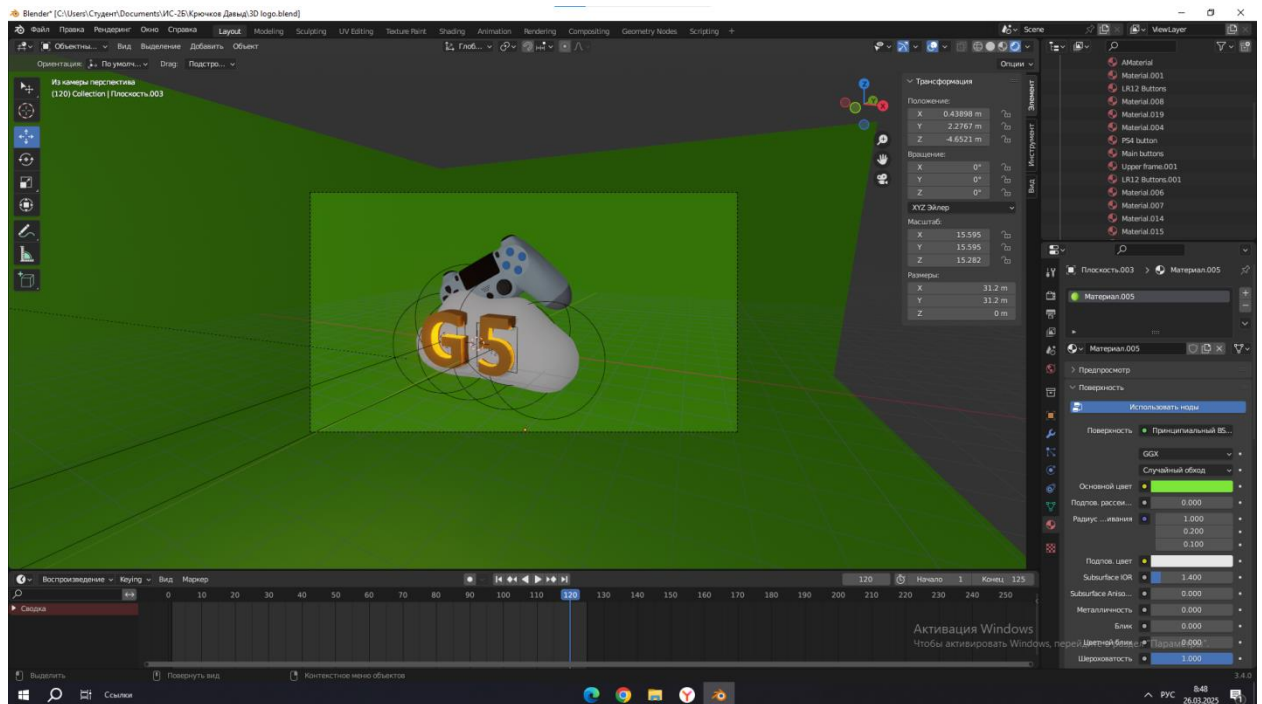 Blender* [C:\Users\Студент\Documents\ИС-2Б\Крючков Давыд\3D logo.blend]
Файл Правка Рендеринг Окно Справка Layout Modeling Sculpting UV Editing Texture Paint Shading Animation Rendering Compositing Geometry Nodes Scripting + Scene ViewLayer
Объектны... Вид Выделение Добавить Объект Глоб...
Ориентация: По умолч... Drag: Подстро... Опции
Из камеры перспектива
(120) Collection | Плоскость.003
Z
Y
X
G5
Трансформация
Положение:
X 0.43898 m
Y 2.2767 m
Z -4.6521 m
Вращение:
X 0°
Y 0°
Z 0°
XYZ Эйлер
Масштаб:
X 15.595
Y 15.595
Z 15.282
Размеры:
X 31.2 m
Y 31.2 m
Z 0 m
Элемент
Инструмент
Вид
AMaterial
Material.001
LR12 Buttons
Material.008
Material.019
Material.004
PS4 button
Main buttons
Upper frame.001
LR12 Buttons.001
Material.006
Material.007
Material.014
Material.015
Плоскость.003 > Материал.005
Материал.005
Материал.005
Предпросмотр
Поверхность
Использовать ноды
Поверхность Принципиальный BS...
GGX
Случайный обход
Основной цвет
Подпов. рассеи... 0.000
Радиус ...ивания 1.000
0.200
0.100
Подпов. цвет
Subsurface IOR 1.400
Subsurface Aniso... 0.000
Металличность 0.000
Блик 0.000
Цветной блик 0.000
Шероховатость 1.000
Воспроизведение Keying Вид Маркер 120 Начало 1 Конец 125
0 10 20 30 40 50 60 70 80 90 100 110 120 130 140 150 160 170 180 190 200 210 220 230 240 250
Сводка
Активация Windows
Чтобы активировать Windows, перейдите в раздел "Параметры".
Выделить Повернуть вид Контекстное меню объектов 3.4.0
Ссылки РУС 8:48
26.03.2025